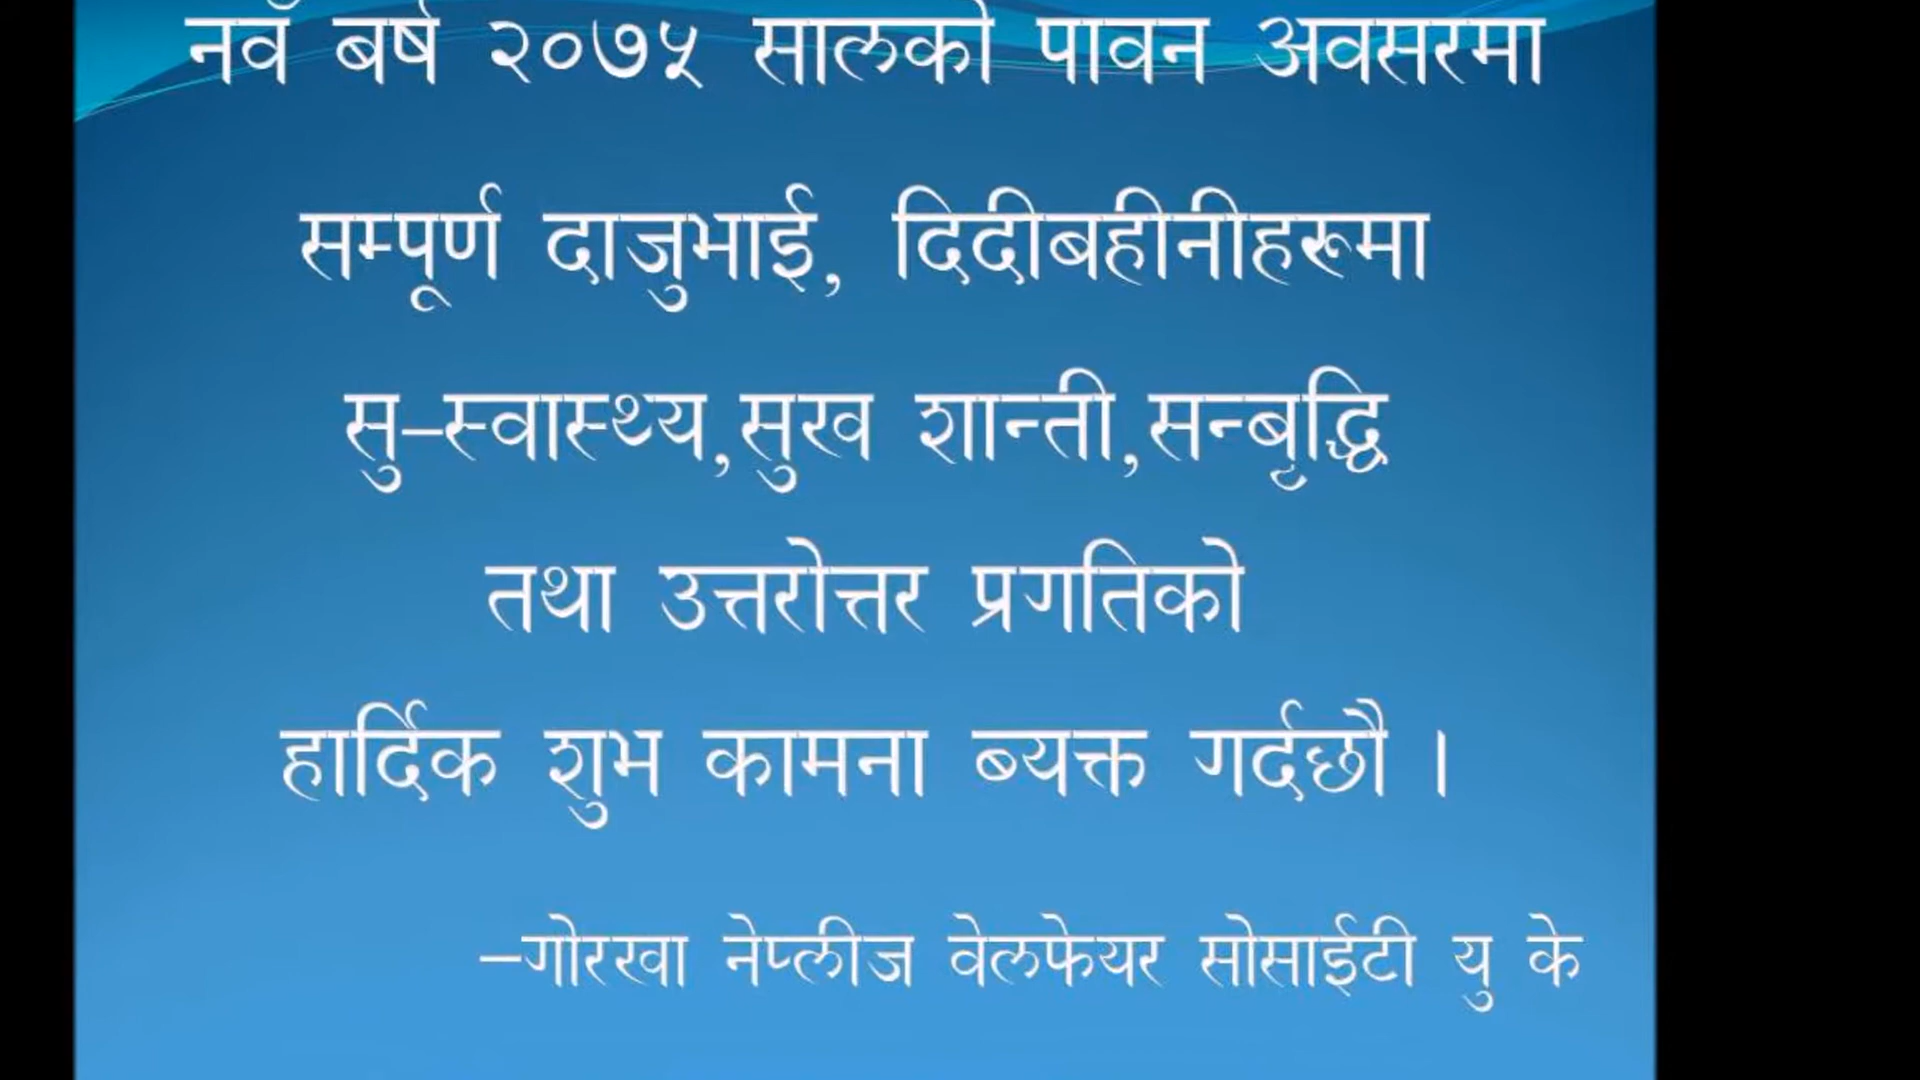 नव बर्ष २०७५ सालको पावन अवसरमा
सम्पूर्ण दाजुभाई, दिदीबहीनीहरूमा
सु–स्वास्थ्य,सुख शान्ती,सन्बृद्धि
तथा उत्तरोत्तर प्रगतिको
हार्दिक शुभ कामना ब्यक्त गर्दछौ ।
–गोरखा नेप्लीज वेलफेयर सोसाईटी यु के